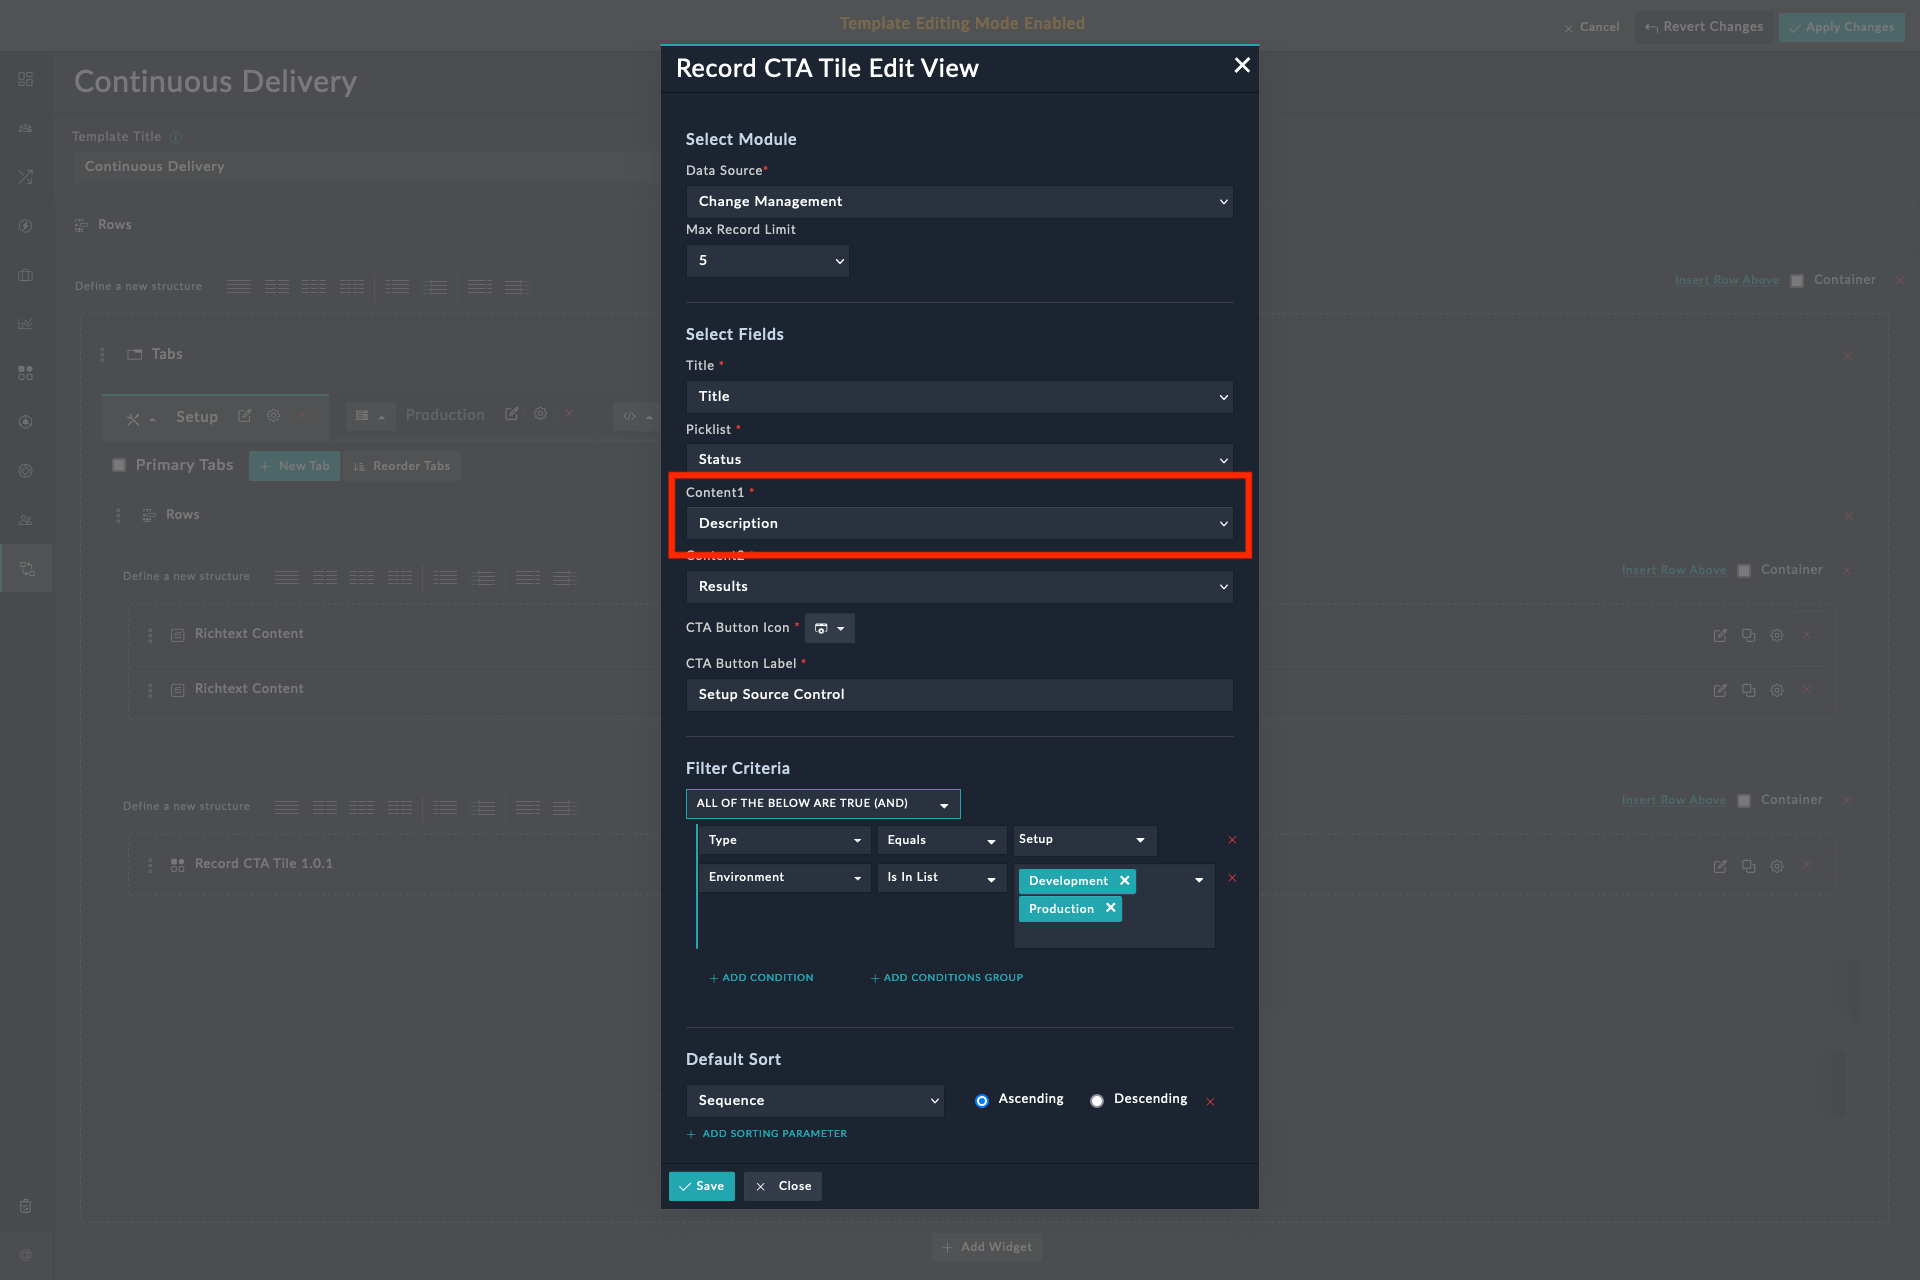 Template Editing Mode Enabled
Cancel
Revert Changes
Apply Changes
Continuous Delivery
Template Title
Continuous Delivery
Rows
Define a new structure
Insert Row Above
Container
Tabs
Setup
Production
Primary Tabs
New Tab
Reorder Tabs
Rows
Define a new structure
Insert Row Above
Container
Richtext Content
Richtext Content
Define a new structure
Insert Row Above
Container
Record CTA Tile 1.0.1
Add Widget
Record CTA Tile Edit View
Select Module
Data Source*
Change Management
Max Record Limit
5
Select Fields
Title *
Title
Picklist *
Status
Content1 *
Description
Content2 *
Results
CTA Button Icon *
CTA Button Label *
Setup Source Control
Filter Criteria
ALL OF THE BELOW ARE TRUE (AND)
Type
Equals
Setup
Environment
Is In List
Development
Production
+ ADD CONDITION
+ ADD CONDITIONS GROUP
Default Sort
Sequence
Ascending
Descending
+ ADD SORTING PARAMETER
Save
Close